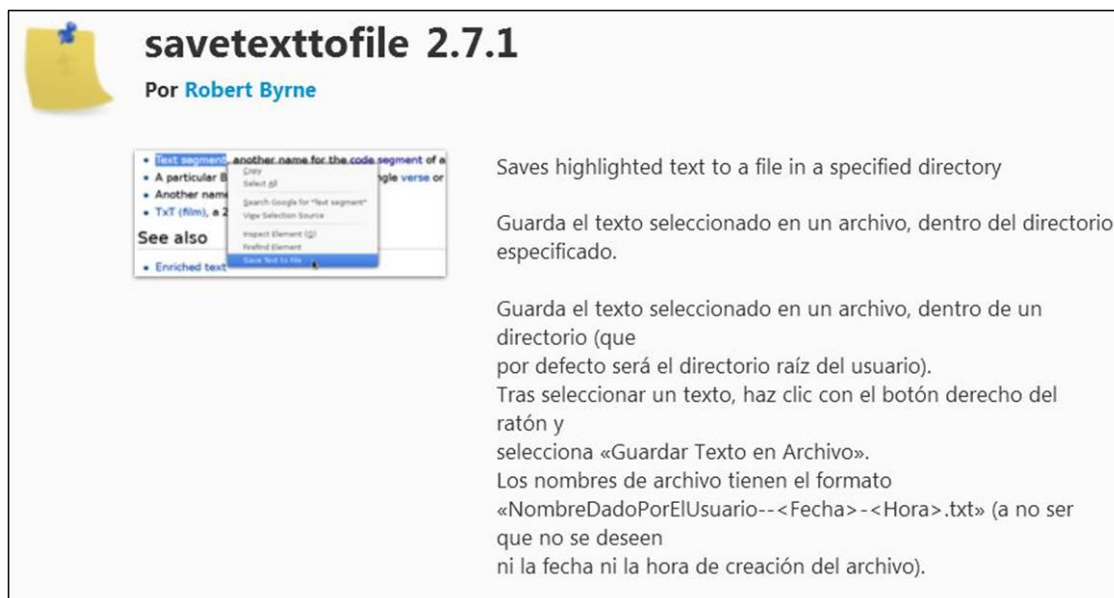 savetexttofile 2.7.1
Por Robert Byrne
• Text segment, another name for the code segment of a
• A particular B
ngle verse or
• Another name
• TxT (film), a 2
See also
• Enriched text
Copy
Select All
Search Google for "Text segment"
View Selection Source
Inspect Element (Q)
Firefind Element
Save Text to file
Saves highlighted text to a file in a specified directory
Guarda el texto seleccionado en un archivo, dentro del directorio
especificado.
Guarda el texto seleccionado en un archivo, dentro de un
directorio (que
por defecto será el directorio raíz del usuario).
Tras seleccionar un texto, haz clic con el botón derecho del
ratón y
selecciona «Guardar Texto en Archivo».
Los nombres de archivo tienen el formato
«NombreDadoPorElUsuario--<Fecha>-<Hora>.txt» (a no ser
que no se deseen
ni la fecha ni la hora de creación del archivo).